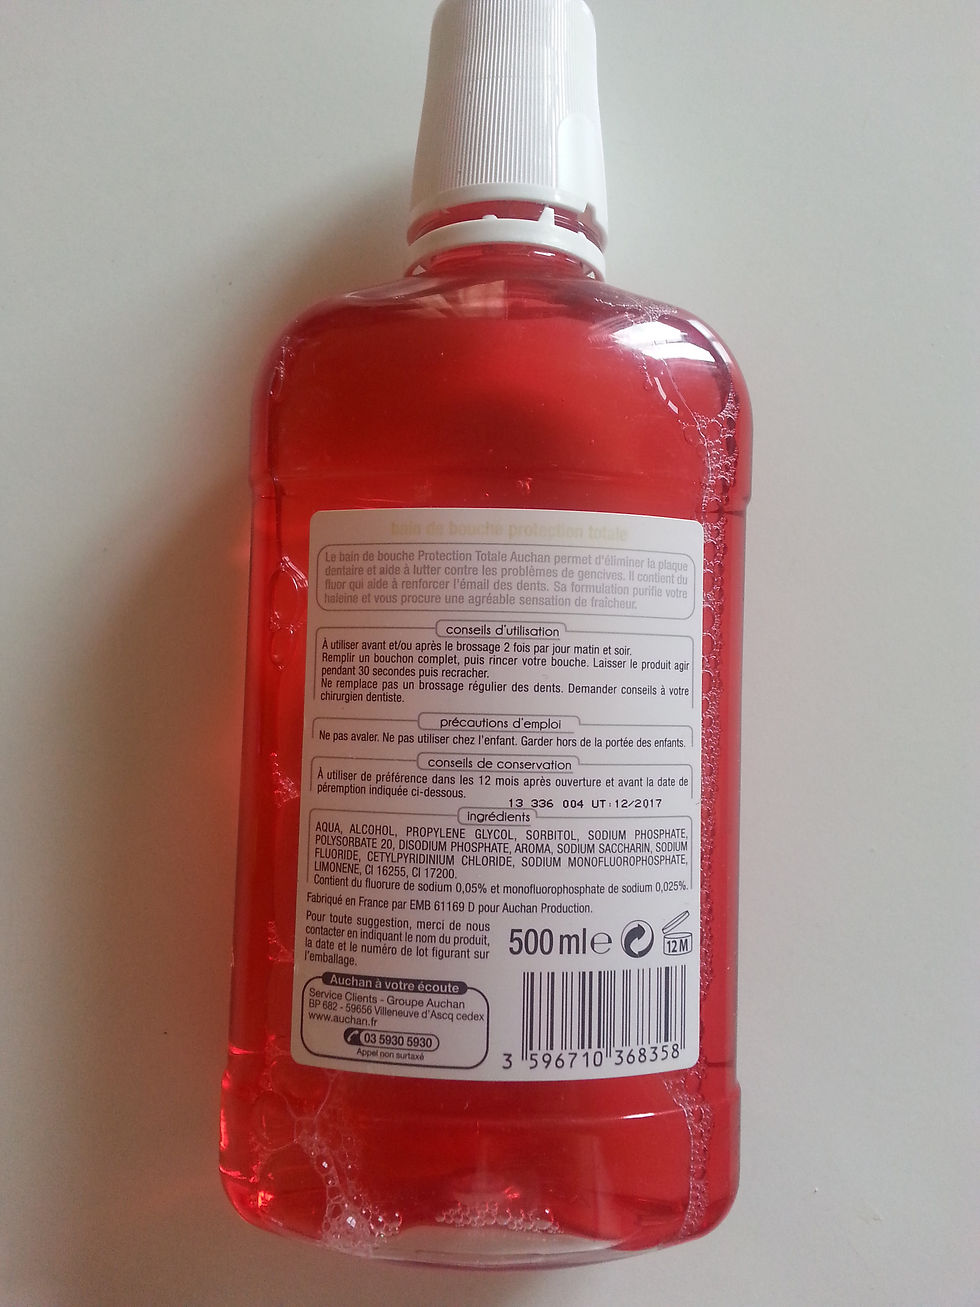 bain de bouche protection totale
Le bain de bouche Protection Totale Auchan permet d'éliminer la plaque
dentaire et aide à lutter contre les problèmes de gencives. Il contient du
fluor qui aide à renforcer l'émail des dents. Sa formulation purifie votre
haleine et vous procure une agréable sensation de fraîcheur.
conseils d'utilisation
À utiliser avant et/ou après le brossage 2 fois par jour matin et soir.
Remplir un bouchon complet, puis rincer votre bouche. Laisser le produit agir
pendant 30 secondes puis recracher.
Ne remplace pas un brossage régulier des dents. Demander conseils à votre
chirurgien dentiste.
précautions d'emploi
Ne pas avaler. Ne pas utiliser chez l'enfant. Garder hors de la portée des enfants.
conseils de conservation
À utiliser de préférence dans les 12 mois après ouverture et avant la date de
péremption indiquée ci-dessous.
13 336 004 UT:12/2017
ingrédients
AQUA, ALCOHOL, PROPYLENE GLYCOL, SORBITOL, SODIUM PHOSPHATE,
POLYSORBATE 20, DISODIUM PHOSPHATE, AROMA, SODIUM SACCHARIN, SODIUM
FLUORIDE, CETYLPYRIDINIUM CHLORIDE, SODIUM MONOFLUOROPHOSPHATE,
LIMONENE, CI 16255, CI 17200.
Contient du fluorure de sodium 0,05% et monofluorophosphate de sodium 0,025%.
Fabriqué en France par EMB 61169 D pour Auchan Production.
Pour toute suggestion, merci de nous
contacter en indiquant le nom du produit,
la date et le numéro de lot figurant sur
l'emballage.
500 ml e
12 M
Auchan à votre écoute
Service Clients - Groupe Auchan
BP 682 - 59656 Villeneuve d'Ascq cedex
www.auchan.fr
03 5930 5930
Appel non surtaxé
3 596710 368358